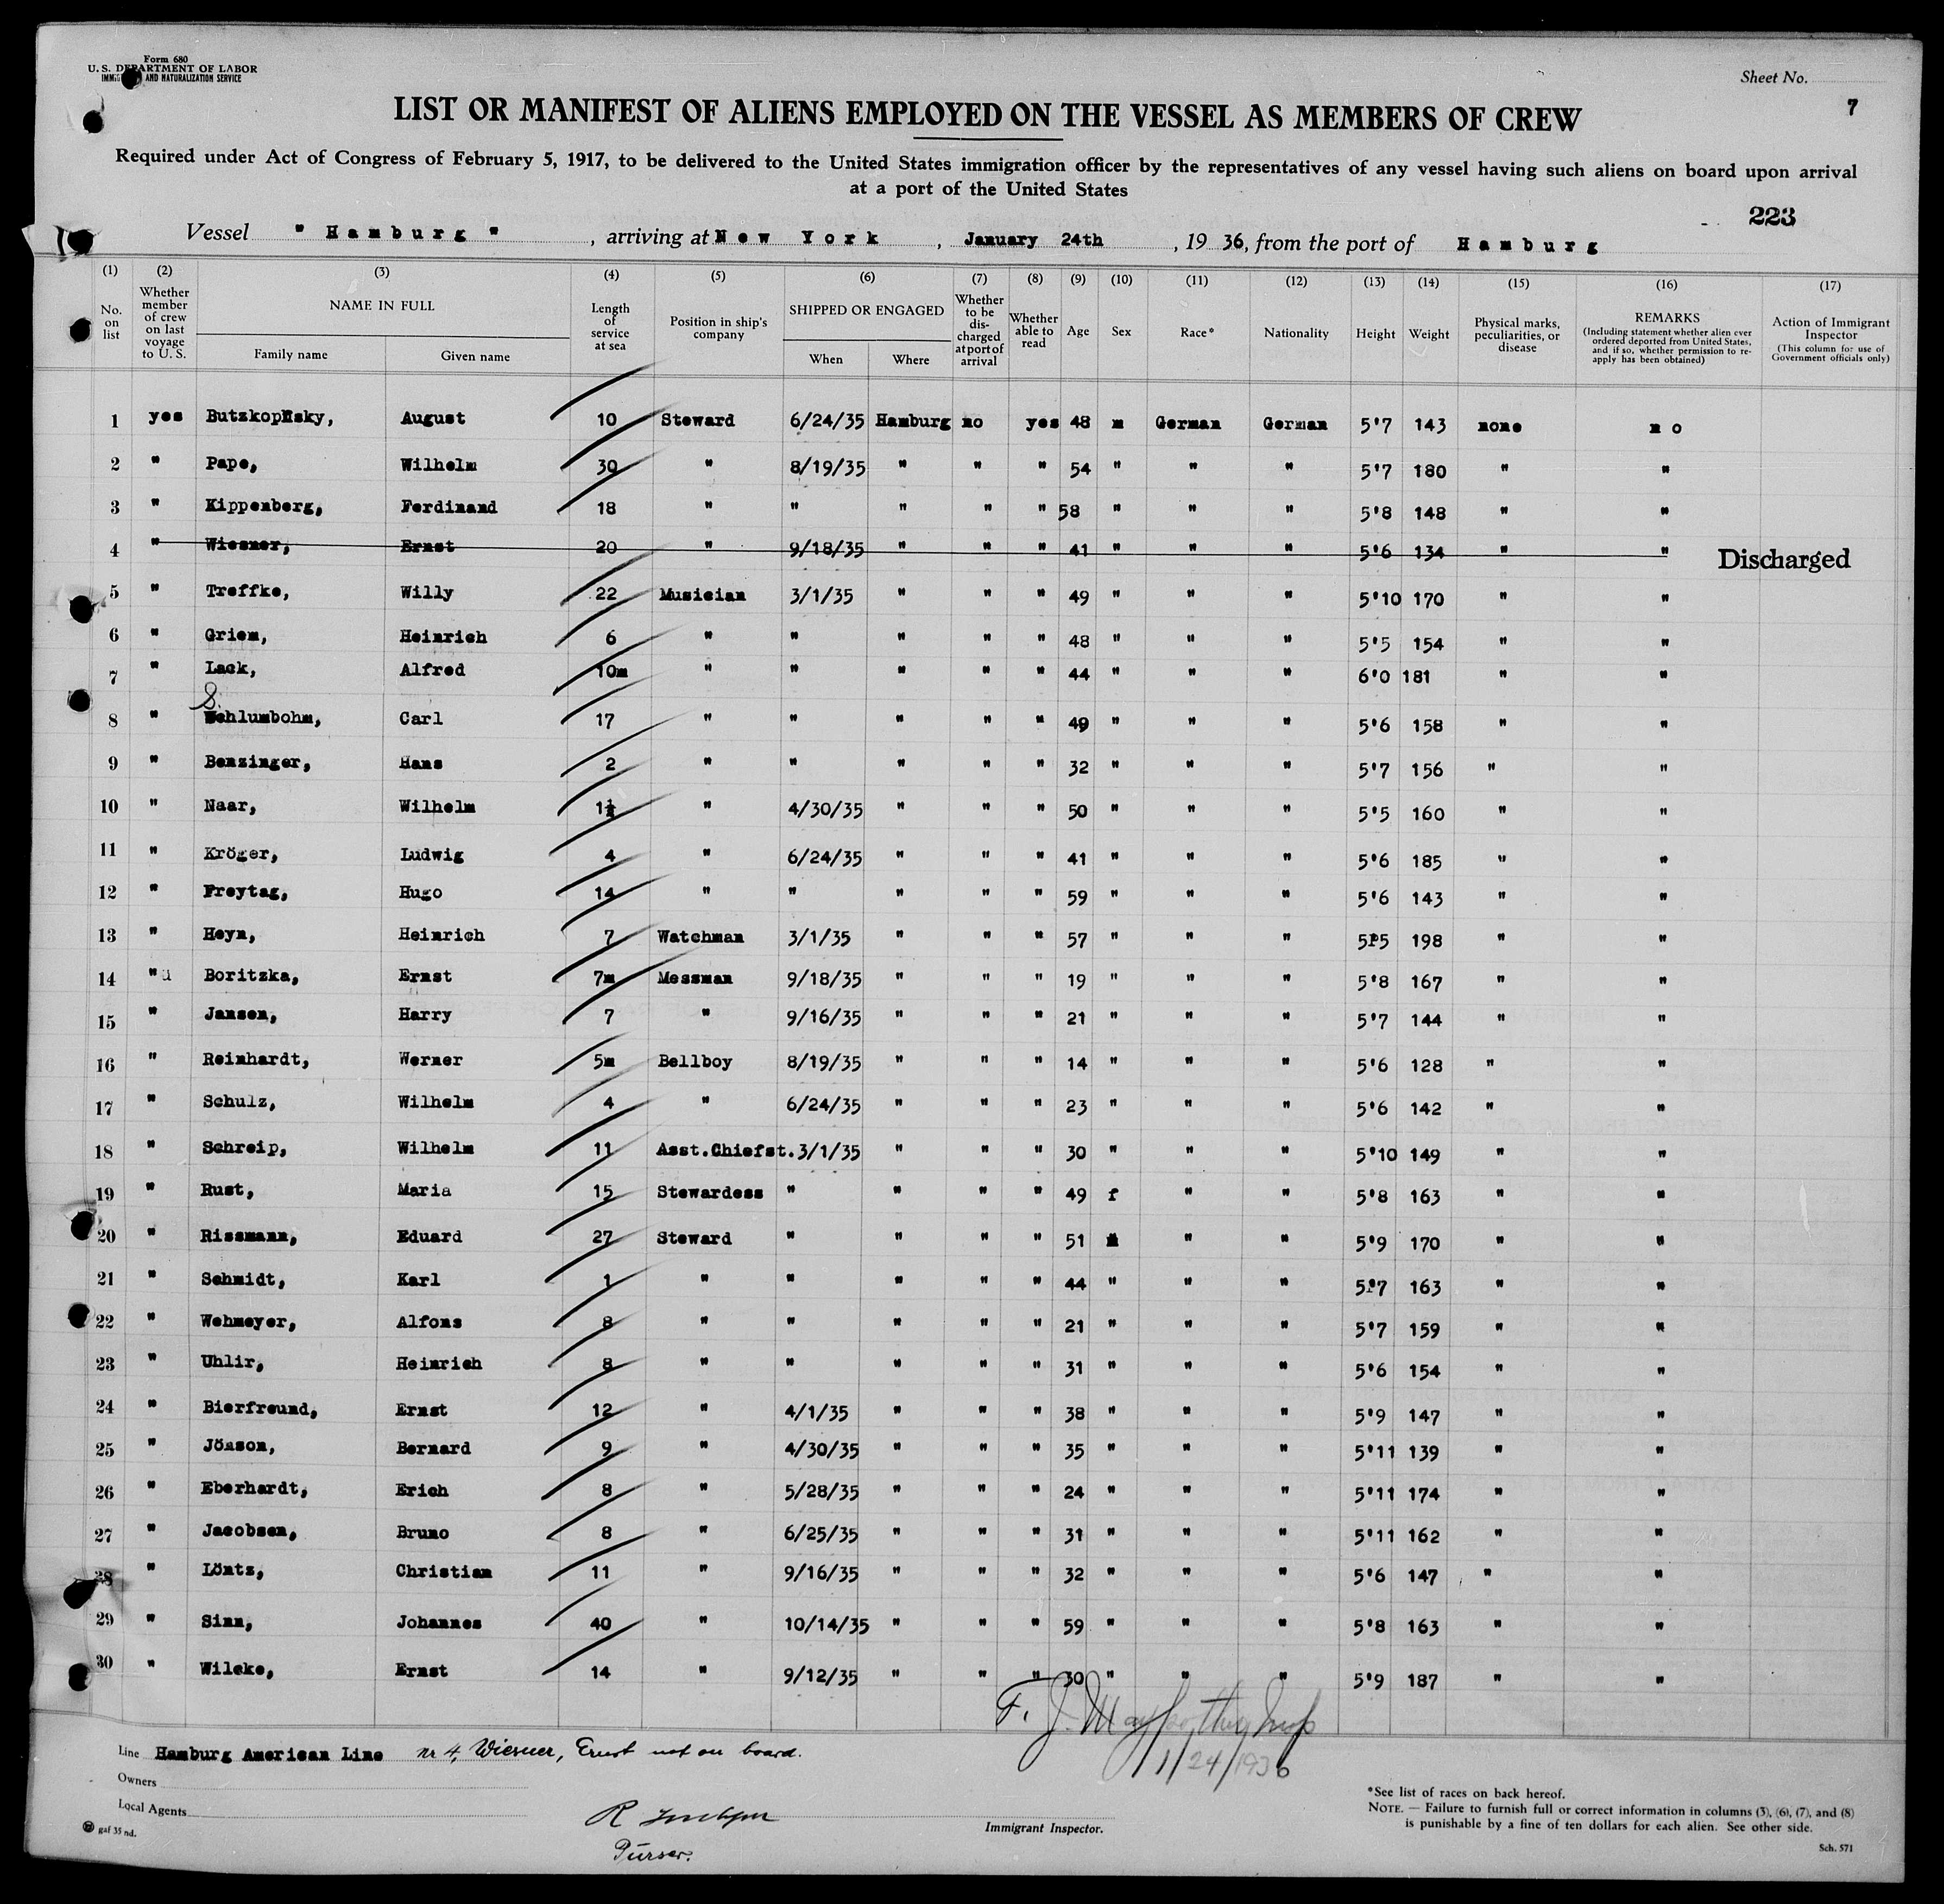 Form 680
U. S. DEPARTMENT OF LABOR
IMMIGRATION AND NATURALIZATION SERVICE
Sheet No.
7
LIST OR MANIFEST OF ALIENS EMPLOYED ON THE VESSEL AS MEMBERS OF CREW
Required under Act of Congress of February 5, 1917, to be delivered to the United States immigration officer by the representatives of any vessel having such aliens on board upon arrival
at a port of the United States
223
Vessel " Hamburg " , arriving at New York , January 24th , 19 36, from the port of Hamburg
(1) (2) (3) (4) (5) (6) (7) (8) (9) (10) (11) (12) (13) (14) (15) (16) (17)
No. on list
Whether member of crew on last voyage to U. S.
NAME IN FULL
Family name
Given name
Length of service at sea
Position in ship's company
SHIPPED OR ENGAGED
When
Where
Whether to be discharged at port of arrival
Whether able to read
Age
Sex
Race*
Nationality
Height
Weight
Physical marks, peculiarities, or disease
REMARKS
(Including statement whether alien ever ordered deported from United States, and if so, whether permission to re-apply has been obtained)
Action of Immigrant Inspector
(This column for use of Government officials only)
1 yes Butzkopsky, August 10 Steward 6/24/35 Hamburg no yes 48 m German German 5'7 143 none no
2 " Pape, Wilhelm 30 " 8/19/35 " " " 54 " " " 5'7 180 " "
3 " Kippenberg, Ferdinand 18 " " " " " 58 " " " 5'8 148 " "
4 " Wiesner, Ernst 20 " 9/18/35 " " " 41 " " " 5'6 134 " " Discharged
5 " Treffke, Willy 22 Musician 3/1/35 " " " 49 " " " 5'10 170 " "
6 " Griem, Heinrich 6 " " " " " 48 " " " 5'5 154 " "
7 " Lack, Alfred 10m " " " " " 44 " " " 6'0 181 " "
8 " Schlumbohm, Carl 17 " " " " " 49 " " " 5'6 158 " "
9 " Benzinger, Hans 2 " " " " " 32 " " " 5'7 156 " "
10 " Naar, Wilhelm 1½ " 4/30/35 " " " 50 " " " 5'5 160 " "
11 " Kröger, Ludwig 4 " 6/24/35 " " " 41 " " " 5'6 185 " "
12 " Freytag, Hugo 14 " " " " " 59 " " " 5'6 143 " "
13 " Heyn, Heinrich 7 Watchman 3/1/35 " " " 57 " " " 5'5 198 " "
14 " Boritzka, Ernst 7m Messman 9/18/35 " " " 19 " " " 5'8 167 " "
15 " Jansen, Harry 7 " 9/16/35 " " " 21 " " " 5'7 144 " "
16 " Reinhardt, Werner 5m Bellboy 8/19/35 " " " 14 " " " 5'6 128 " "
17 " Schulz, Wilhelm 4 " 6/24/35 " " " 23 " " " 5'6 142 " "
18 " Schreip, Wilhelm 11 Asst.Chiefst. 3/1/35 " " " 30 " " " 5'10 149 " "
19 " Rust, Maria 15 Stewardess " " " " 49 f " " 5'8 163 " "
20 " Rissmann, Eduard 27 Steward " " " " 51 m " " 5'9 170 " "
21 " Schmidt, Karl 1 " " " " " 44 " " " 5'7 163 " "
22 " Wehmeyer, Alfons 8 " " " " " 21 " " " 5'7 159 " "
23 " Uhlir, Heinrich 8 " " " " " 31 " " " 5'6 154 " "
24 " Bierfreund, Ernst 12 " 4/1/35 " " " 38 " " " 5'9 147 " "
25 " Jönson, Bernard 9 " 4/30/35 " " " 35 " " " 5'11 139 " "
26 " Eberhardt, Erich 8 " 5/28/35 " " " 24 " " " 5'11 174 " "
27 " Jacobsen, Bruno 8 " 6/25/35 " " " 31 " " " 5'11 162 " "
28 " Löntz, Christian 11 " 9/16/35 " " " 32 " " " 5'6 147 " "
29 " Sinn, Johannes 40 " 10/14/35 " " " 59 " " " 5'8 163 " "
30 " Wilcke, Ernst 14 " 9/12/35 " " " 30 " " " 5'9 187 " "
F. J.
1/24/1936
Line Hamburg American Line nr 4, Wiesner, Ernst not on board.
Owners
Local Agents
gaf 35 nd.
R
Purser.
Immigrant Inspector.
*See list of races on back hereof.
NOTE. — Failure to furnish full or correct information in columns (3), (6), (7), and (8)
is punishable by a fine of ten dollars for each alien. See other side.
Sch. 571